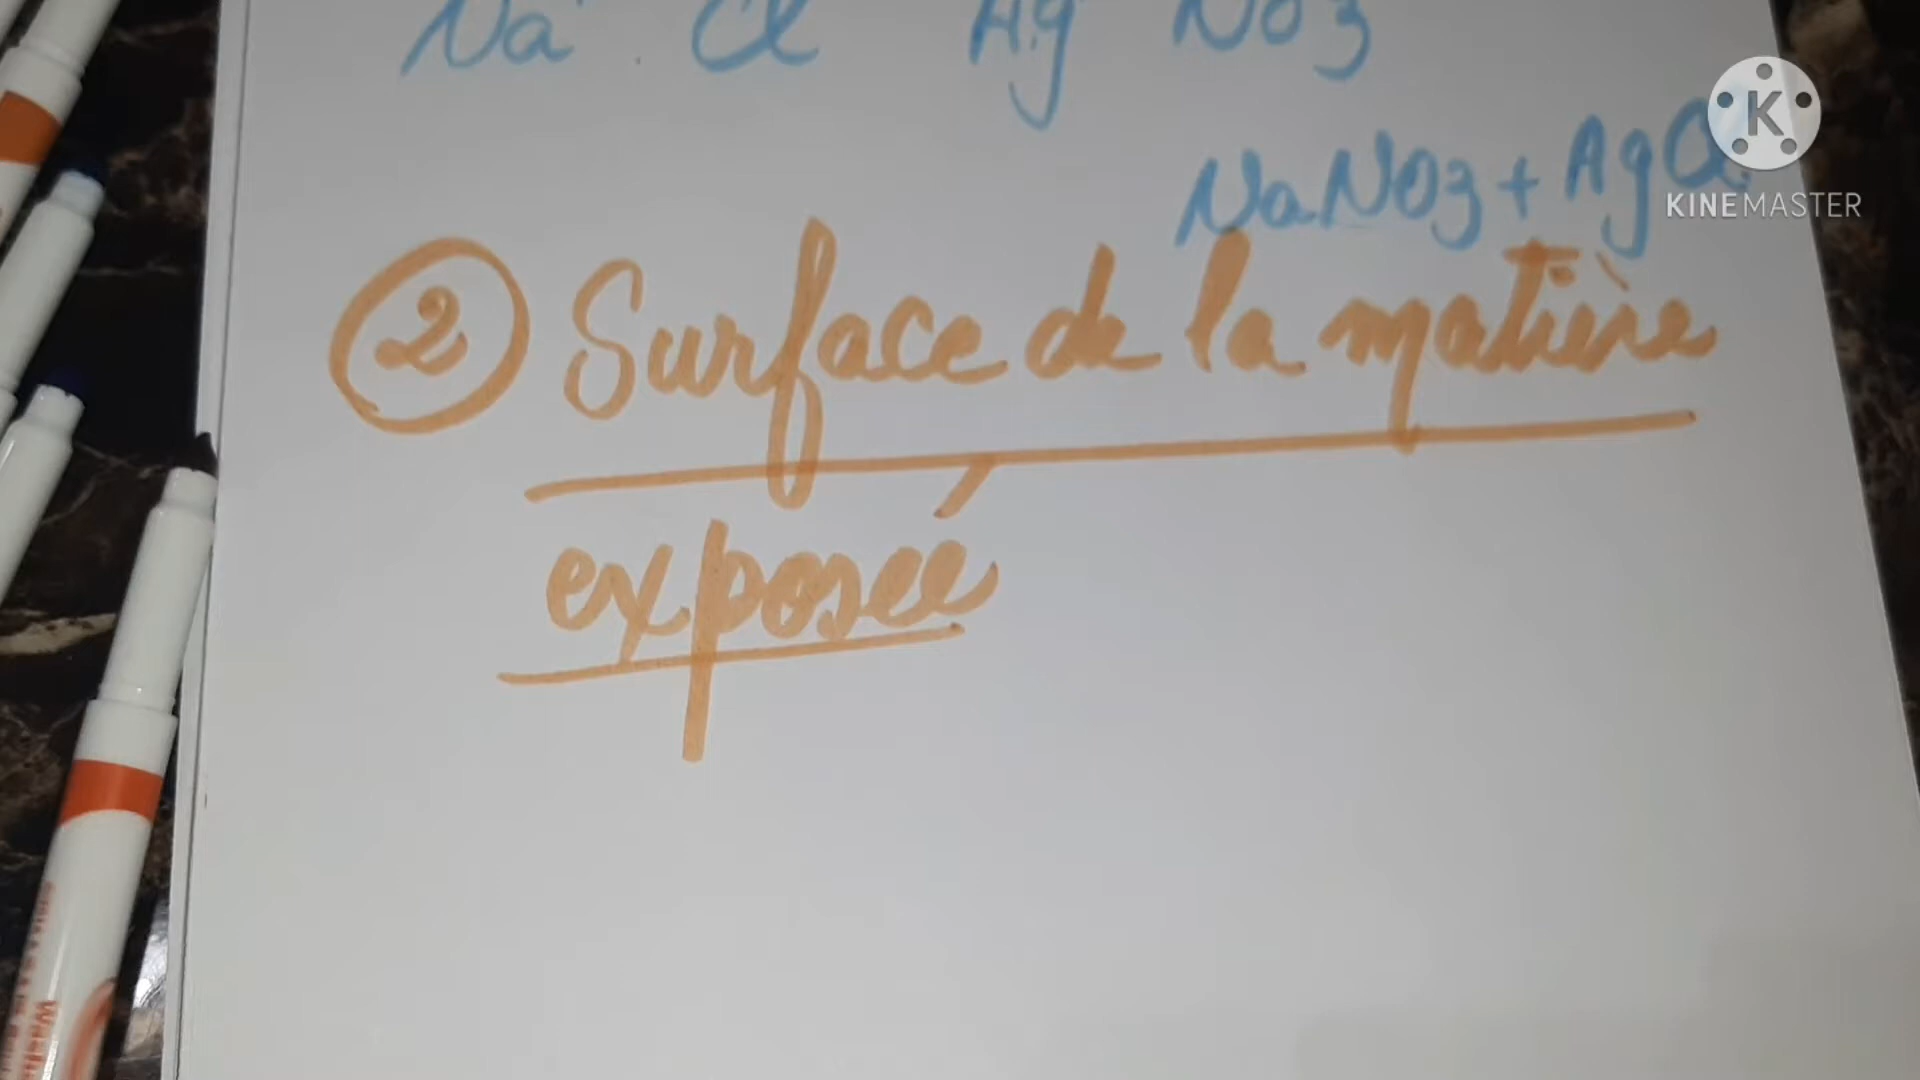 Na Cl Ag NO3
NaNO3 + AgCl
K
KINEMASTER
2 Surface de la matière
exposée